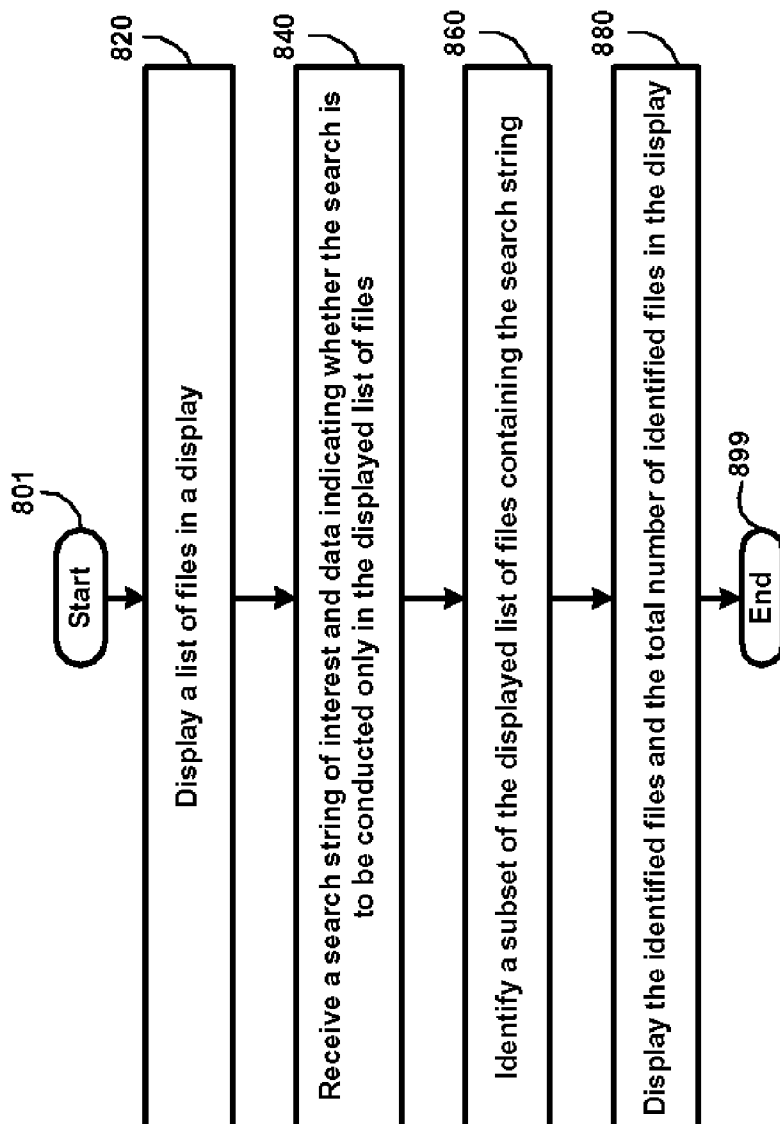 801
Start
820
Display a list of files in a display
840
Receive a search string of interest and data indicating whether the search is
to be conducted only in the displayed list of files
860
Identify a subset of the displayed list of files containing the search string
880
Display the identified files and the total number of identified files in the display
899
End